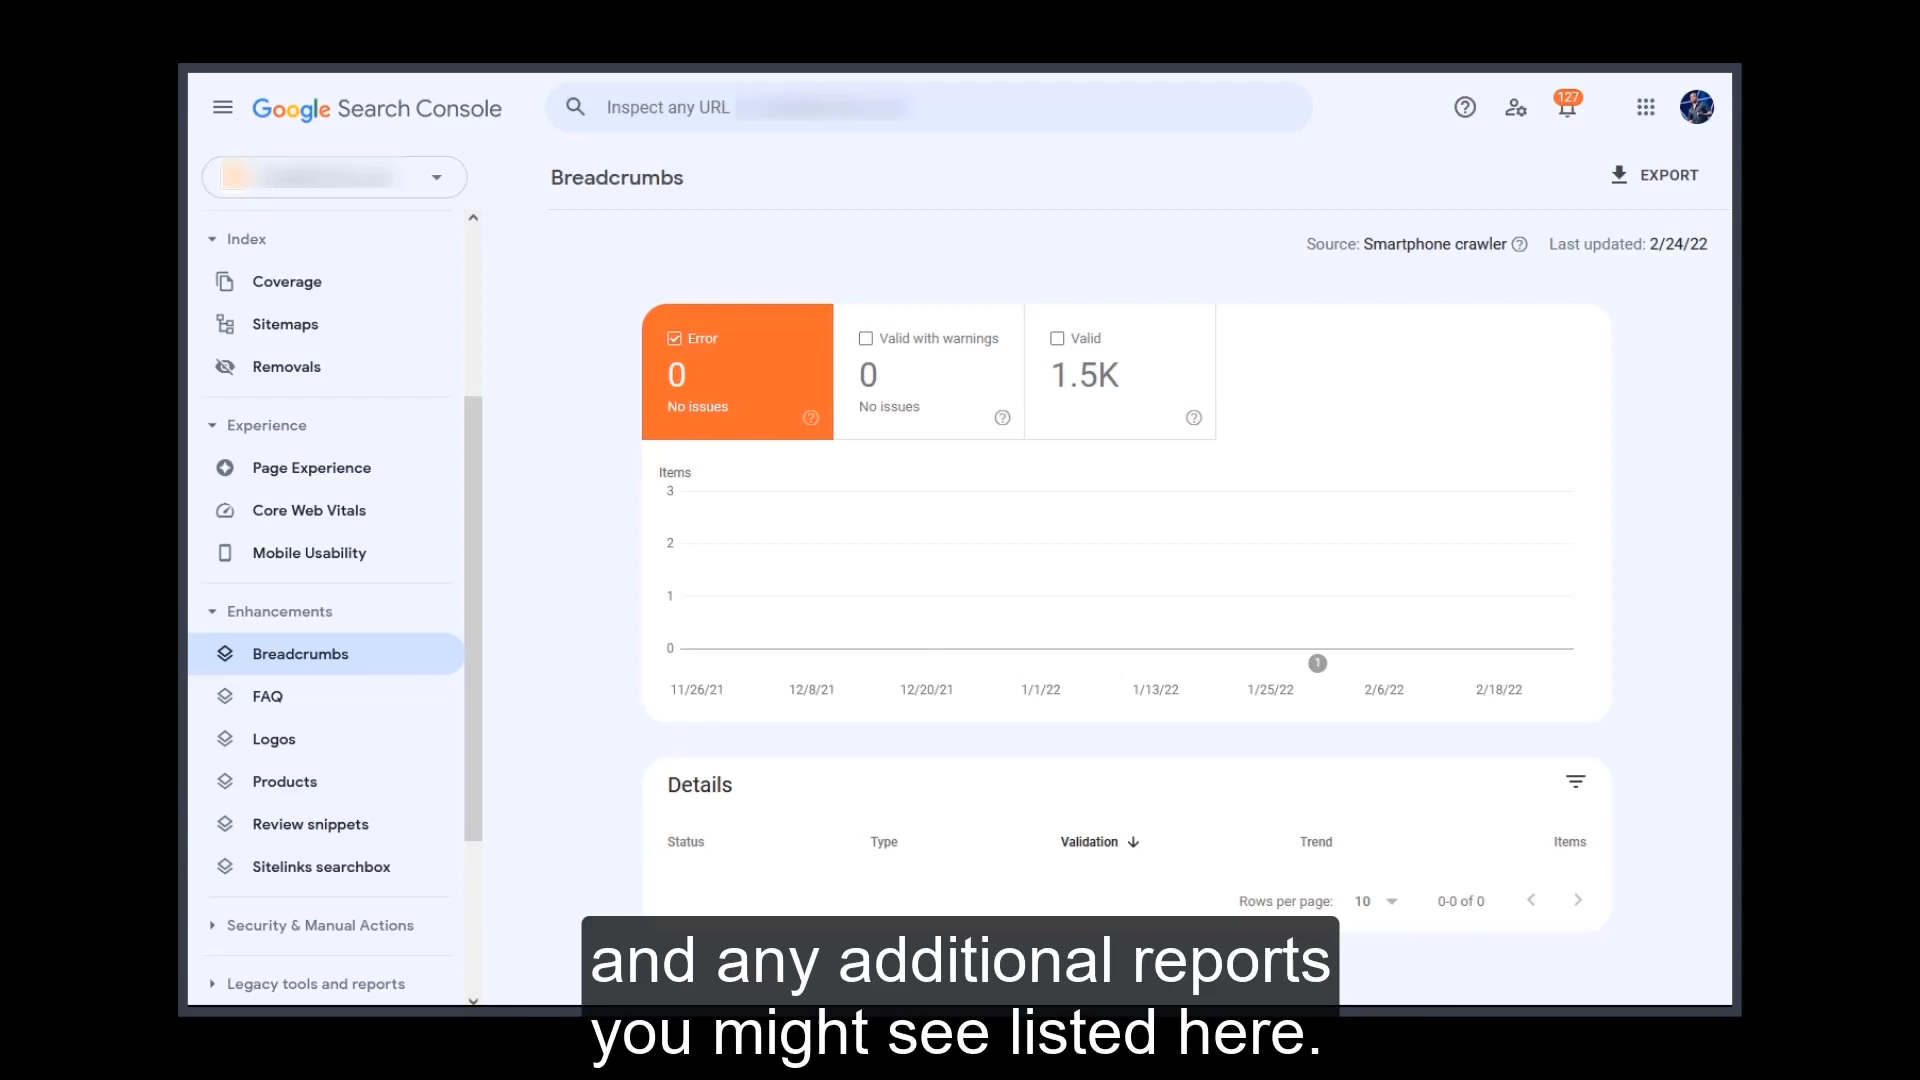 Google Search Console
Inspect any URL
127
Breadcrumbs
EXPORT
Source: Smartphone crawler
Last updated: 2/24/22
Index
Coverage
Sitemaps
Removals
Experience
Page Experience
Core Web Vitals
Mobile Usability
Enhancements
Breadcrumbs
FAQ
Logos
Products
Review snippets
Sitelinks searchbox
Security & Manual Actions
Legacy tools and reports
Error
0
No issues
Valid with warnings
0
No issues
Valid
1.5K
Items
3
2
1
0
1
11/26/21 12/8/21 12/20/21 1/1/22 1/13/22 1/25/22 2/6/22 2/18/22
Details
Status Type Validation Trend Items
Rows per page: 10 0-0 of 0
and any additional reports
you might see listed here.